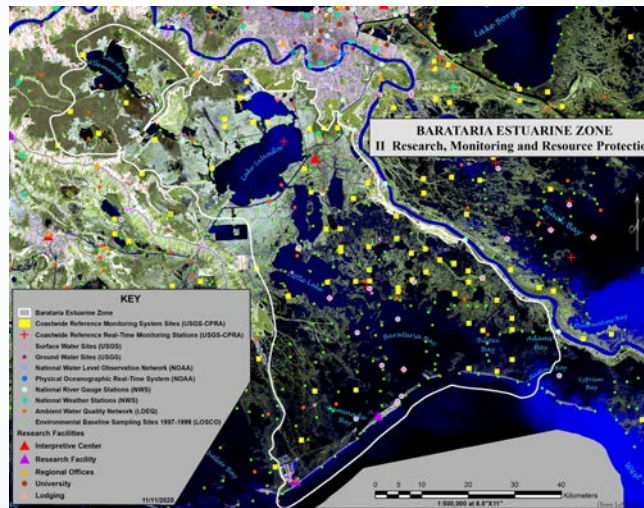 Lake Borgne
BARATARIA ESTUARINE ZONE
II Research, Monitoring and Resource Protectio
Lake Salvador
Black Bay
Little Lake
Barataria Bay
Adams
Bay
Bay
Bay
KEY
Barataria Estuarine Zone
Coastwide Reference Monitoring System Sites (USGS-CPRA)
Coastwide Reference Real-Time Monitoring Stations (USGS-CPRA)
Surface Water Sites (USGS)
Ground Water Sites (USGS)
National Water Level Observation Network (NOAA)
Physical Oceanographic Real-Time System (NOAA)
National River Gauge Stations (NWS)
National Weather Stations (NWS)
Ambient Water Quality Network (LDEQ)
Environmental Baseline Sampling Sites 1997-1999 (LOSCO)
Research Facilities
Interpretive Center
Research Facility
Regional Offices
University
Lodging
11/11/2020
0 5 10 20 30 40
Kilometers
1:500,000 at 8.5"X11"